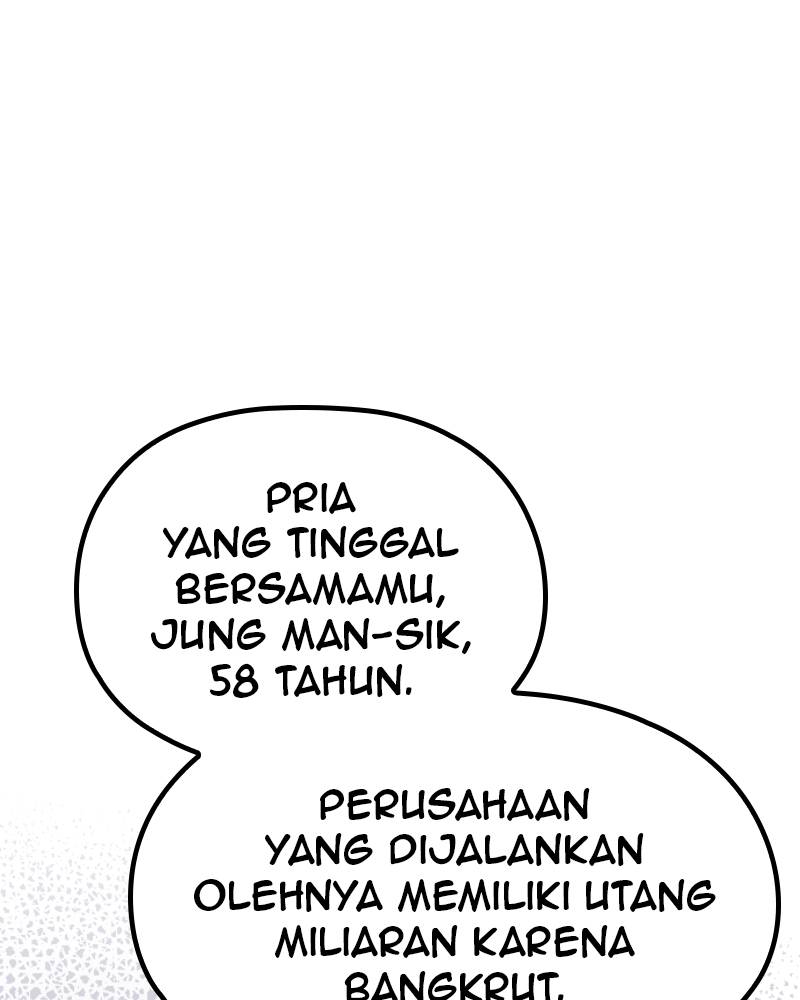 PRIA
YANG TINGGAL
BERSAMAMU,
JUNG MAN-SIK,
58 TAHUN.
PERUSAHAAN
YANG DIJALANKAN
OLEHNYA MEMILIKI UTANG
MILIARAN KARENA
BANGKRUT.